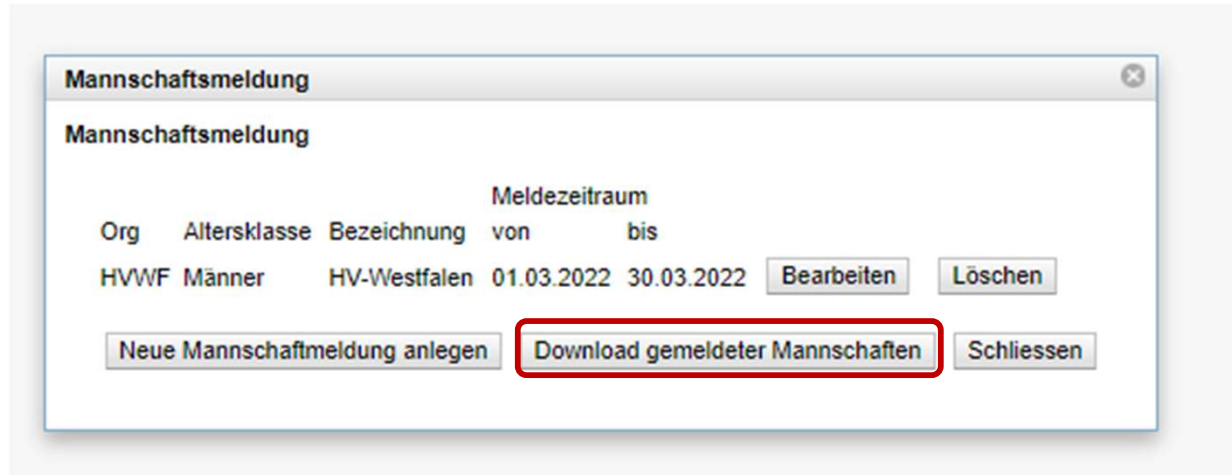 Mannschaftsmeldung
Mannschaftsmeldung
Meldezeitraum
Org Altersklasse Bezeichnung von bis
HVWF Männer HV-Westfalen 01.03.2022 30.03.2022 Bearbeiten Löschen
Neue Mannschaftmeldung anlegen Download gemeldeter Mannschaften Schliessen